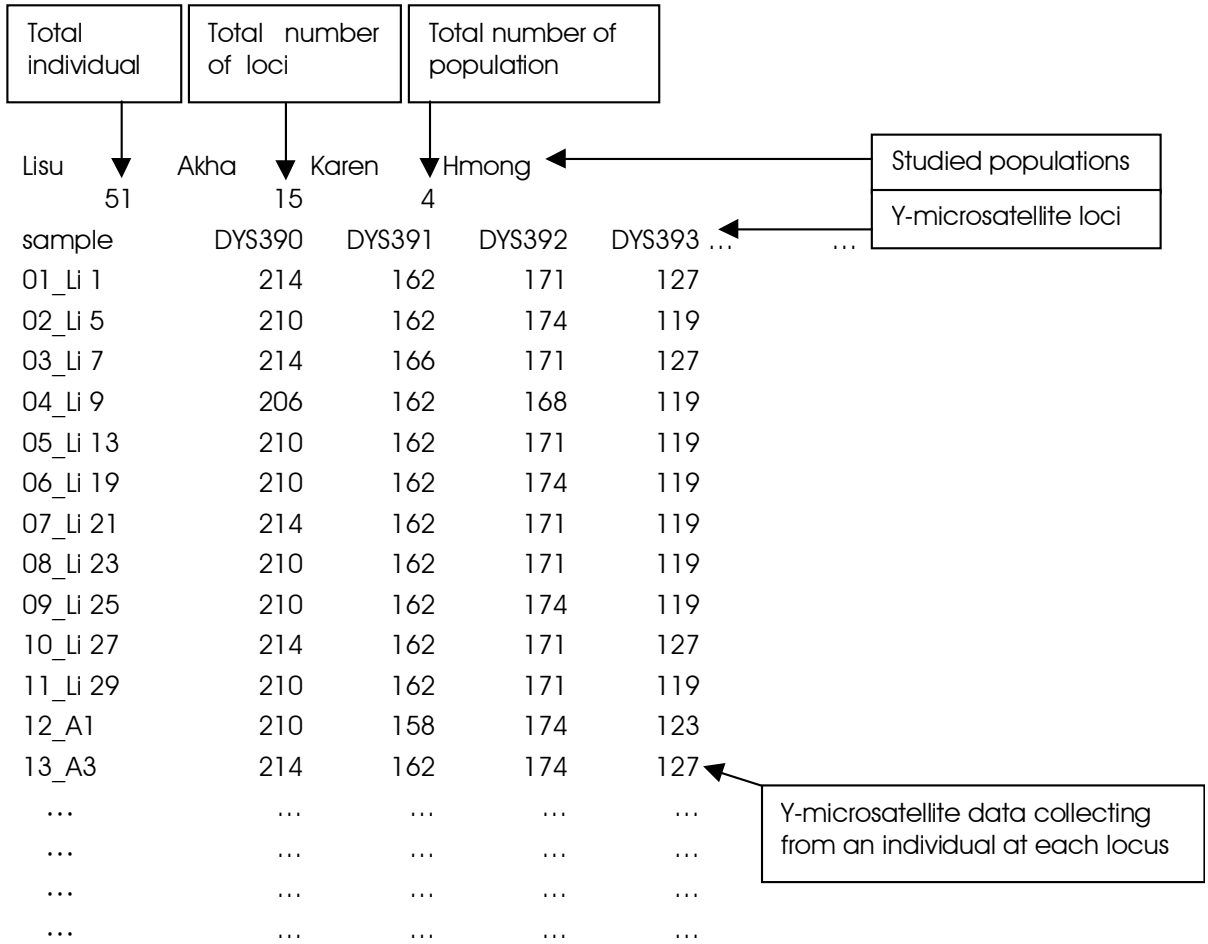 Total
individual
Total number
of loci
Total number of
population
Lisu Akha Karen Hmong
Studied populations
51 15 4
Y-microsatellite loci
sample DYS390 DYS391 DYS392 DYS393 … …
01_Li 1 214 162 171 127
02_Li 5 210 162 174 119
03_Li 7 214 166 171 127
04_Li 9 206 162 168 119
05_Li 13 210 162 171 119
06_Li 19 210 162 174 119
07_Li 21 214 162 171 119
08_Li 23 210 162 171 119
09_Li 25 210 162 174 119
10_Li 27 214 162 171 127
11_Li 29 210 162 171 119
12_A1 210 158 174 123
13_A3 214 162 174 127
Y-microsatellite data collecting
from an individual at each locus
… … … … …
… … … … …
… … … … …
… … … … …